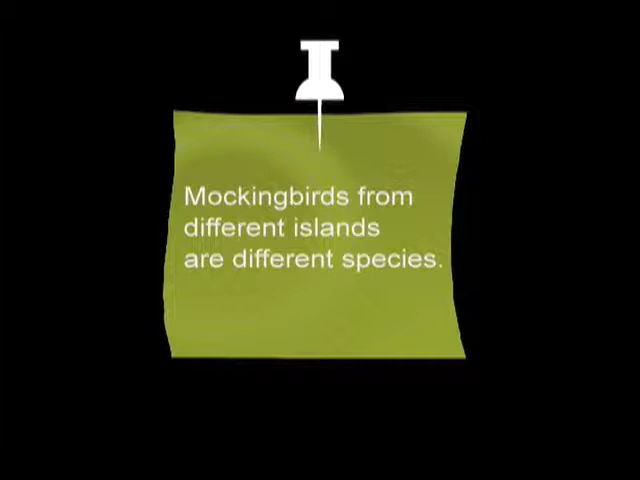 Mockingbirds from
different islands
are different species.